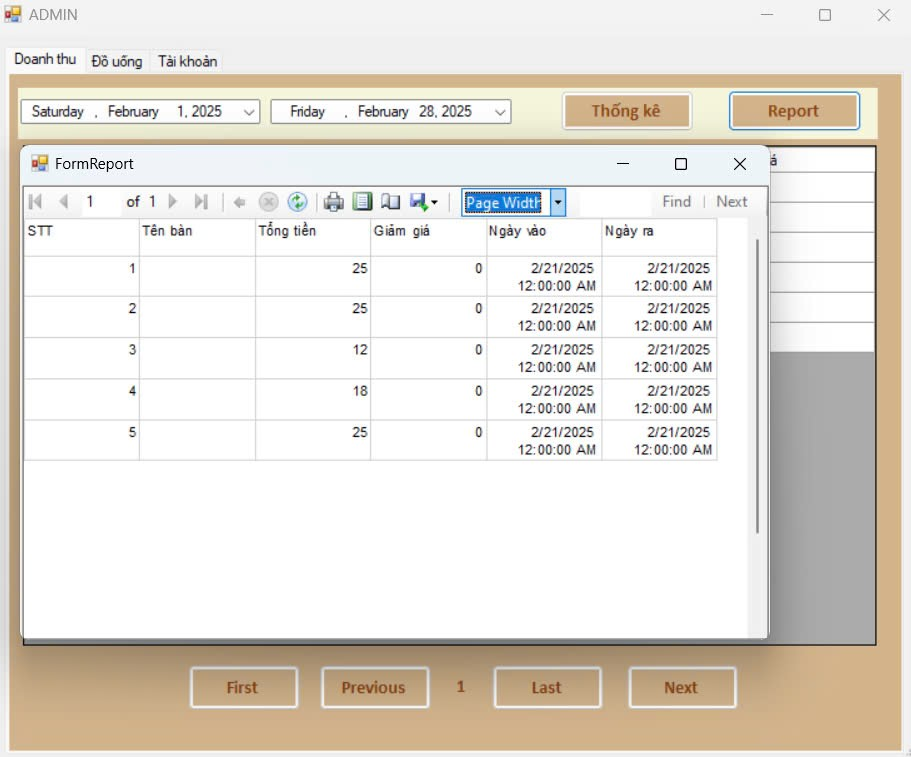 ADMIN
Doanh thu Đồ uống Tài khoản
Saturday , February 1, 2025 Friday , February 28, 2025 Thống kê Report
á
FormReport
1 of 1 Page Width Find | Next
STT Tên bàn Tổng tiền Giảm giá Ngày vào Ngày ra
1 25 0 2/21/2025 2/21/2025
12:00:00 AM 12:00:00 AM
2 25 0 2/21/2025 2/21/2025
12:00:00 AM 12:00:00 AM
3 12 0 2/21/2025 2/21/2025
12:00:00 AM 12:00:00 AM
4 18 0 2/21/2025 2/21/2025
12:00:00 AM 12:00:00 AM
5 25 0 2/21/2025 2/21/2025
12:00:00 AM 12:00:00 AM
First Previous 1 Last Next